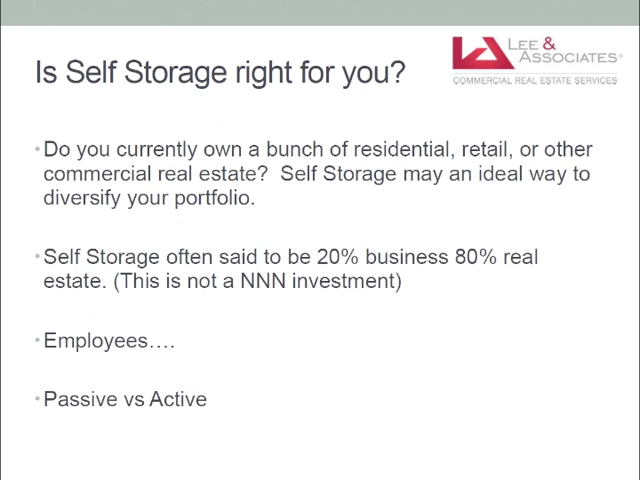 Is Self Storage right for you?
LEE &
ASSOCIATES®
COMMERCIAL REAL ESTATE SERVICES
•Do you currently own a bunch of residential, retail, or other
commercial real estate? Self Storage may an ideal way to
diversify your portfolio.
•Self Storage often said to be 20% business 80% real
estate. (This is not a NNN investment)
•Employees….
•Passive vs Active